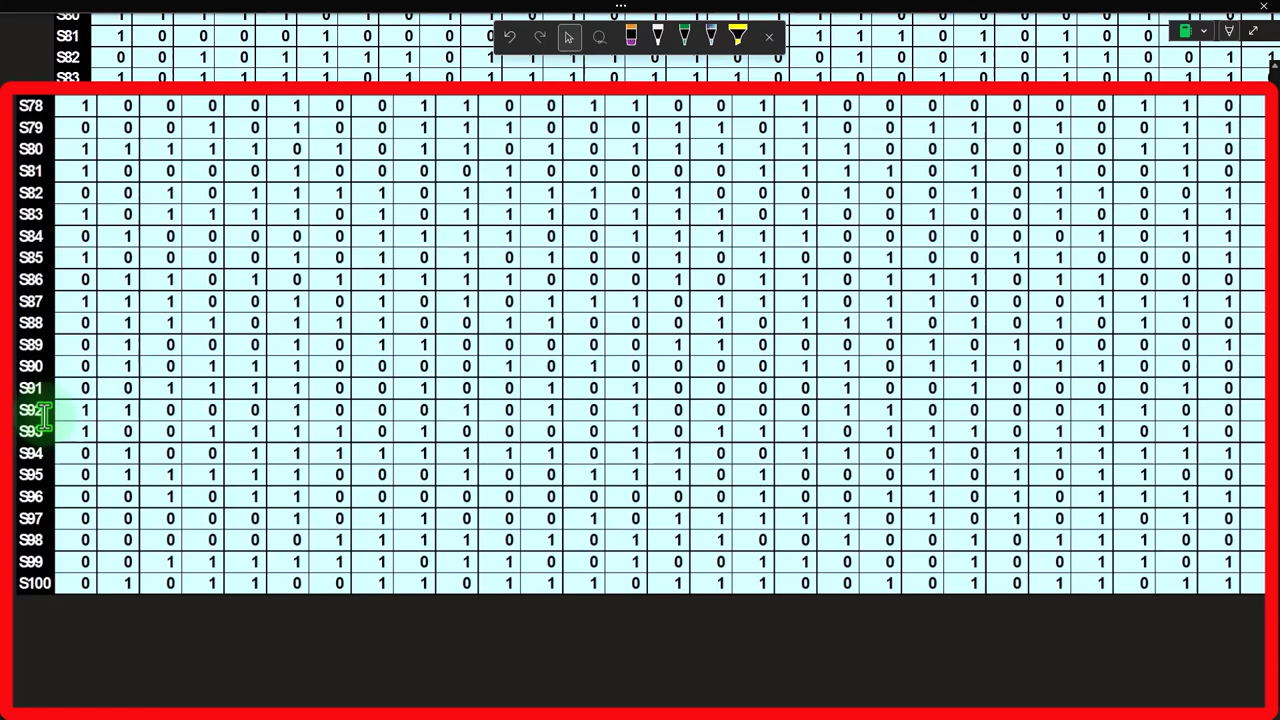 S81 1 0 0 0 0 1 0 0 0
S82 0 0 1 0 1 1 1 1 0
S83
S78 1 0 0 0 0 1 0 0 1 1 0 0 1 1 0 0 1 1 0 0 0 0 0 0 0 1 1 0
S79 0 0 0 1 0 1 0 0 1 1 1 0 0 0 1 1 0 1 0 0 1 1 0 1 0 0 1 1
S80 1 1 1 1 1 0 1 0 1 1 0 1 1 0 1 1 1 1 1 0 0 0 0 0 0 1 1 0
S81 1 0 0 0 0 1 0 0 0 0 1 0 0 0 0 0 1 1 1 1 0 1 0 1 0 1 0 0
S82 0 0 1 0 1 1 1 1 0 1 1 1 1 0 1 0 0 0 1 0 0 1 0 1 0 0 0 1
S83 1 0 1 1 1 1 0 1 0 1 1 1 0 1 1 1 0 1 0 0 1 0 0 1 0 0 1 1
S84 0 1 0 0 0 0 0 1 1 1 1 0 0 1 1 1 1 1 0 0 0 0 0 0 1 0 1 1
S85 1 0 0 0 0 1 0 1 0 1 0 1 0 0 0 1 0 0 0 1 0 0 1 1 0 0 0 1
S86 0 1 1 0 1 0 1 1 1 1 1 0 0 0 1 0 1 1 0 1 1 1 0 1 1 0 0 0
S87 1 1 1 0 0 1 0 1 0 0 1 1 1 0 1 1 1 0 1 0 0 0 0 0 1 1 1 1
S88 0 1 1 1 0 1 1 1 0 0 1 1 0 0 0 1 0 1 1 1 0 1 0 1 0 1 0 0
S89 0 0 0 0 0 1 0 1 1 0 0 0 0 0 1 1 0 0 0 0 1 0 1 0 0 0 0 1
S90 0 1 0 1 1 1 0 0 0 0 1 0 1 0 0 0 0 1 1 0 1 1 0 1 1 0 0 0
S91 0 0 1 1 1 1 0 0 1 0 0 1 0 1 0 0 0 0 1 0 0 1 0 0 0 0 1 0
1 1 0 0 0 1 0 0 0 1 0 1 0 1 0 0 0 0 1 1 0 0 0 0 1 1 0 0
1 0 0 1 1 1 1 0 1 0 0 0 0 1 0 1 1 1 0 1 1 1 0 1 1 0 1 0
S94 0 1 0 0 1 1 1 1 1 1 1 1 0 1 1 0 0 1 0 0 1 0 1 1 1 1 1 1
S95 0 1 1 1 1 1 0 0 0 1 0 0 1 1 1 0 1 0 0 0 1 0 1 0 1 1 0 0
S96 0 0 1 0 1 1 0 0 0 0 0 0 0 0 0 0 1 0 0 1 1 0 1 0 1 1 1 1
S97 0 0 0 0 0 1 0 1 1 0 0 0 1 0 1 1 1 1 1 0 1 0 1 0 1 0 1 0
S98 0 0 0 0 0 0 1 1 1 1 0 0 0 1 0 0 0 0 1 0 0 1 0 0 1 0 0 1
S99 0 0 1 1 1 1 1 1 0 1 1 0 0 1 0 0 1 1 0 0 0 1 0 0 0 1 0 0
S100 0 1 0 1 1 0 0 1 1 0 1 1 1 0 1 1 1 0 0 1 0 1 0 1 1 0 1 1